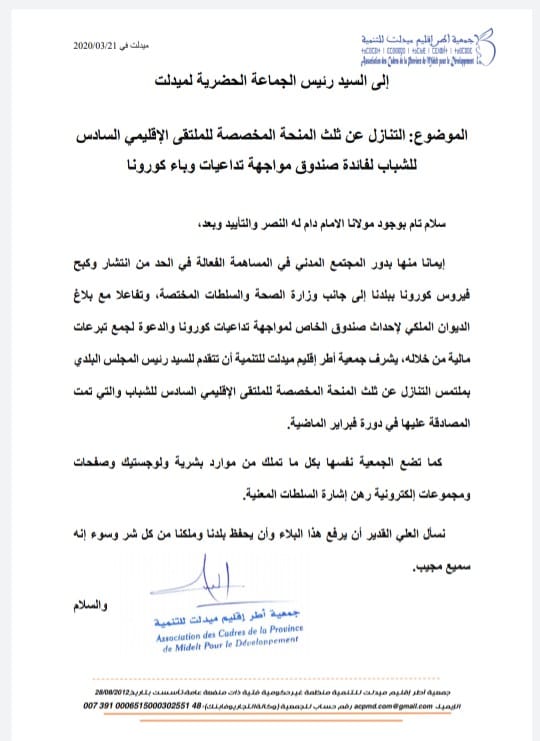 جمعية أطر إقليم ميدلت للتنمية
Association des Cadres de la Province de Midelt pour le Développement
ميدلت في 2020/03/21
إلى السيد رئيس الجماعة الحضرية لميدلت
الموضوع: التنازل عن ثلث المنحة المخصصة للملتقى الإقليمي السادس
للشباب لفائدة صندوق مواجهة تداعيات وباء كورونا
سلام تام بوجود مولانا الامام دام له النصر والتأييد وبعد،
إيمانا منها بدور المجتمع المدني في المساهمة الفعالة في الحد من انتشار وكبح
فيروس كورونا ببلدنا إلى جانب وزارة الصحة والسلطات المختصة، وتفاعلا مع بلاغ
الديوان الملكي لإحداث صندوق الخاص لمواجهة تداعيات كورونا والدعوة لجمع تبرعات
مالية من خلاله، يشرف جمعية أطر إقليم ميدلت للتنمية أن تتقدم للسيد رئيس المجلس البلدي
بملتمس التنازل عن ثلث المنحة المخصصة للملتقى الإقليمي السادس للشباب والتي تمت
المصادقة عليها في دورة فبراير الماضية.
كما تضع الجمعية نفسها بكل ما تملك من موارد بشرية ولوجستيك وصفحات
ومجموعات إلكترونية رهن إشارة السلطات المعنية.
نسأل العلي القدير أن يرفع هذا البلاء وأن يحفظ بلدنا وملكنا من كل شر وسوء إنه
سميع مجيب.
والسلام
جمعية أطر إقليم ميدلت للتنمية
Association des Cadres de la Province
de Midelt Pour le Développement
جمعية أطر إقليم ميدلت للتنمية منظمة غير حكومية فتية ذات منفعة عامة تأسست بتاريخ 28/08/2012
الإيميل acpmd.com@gmail.com رقم حساب الجمعية (وكالة التجاري وفابنك): 48 007 391 0006515000302551